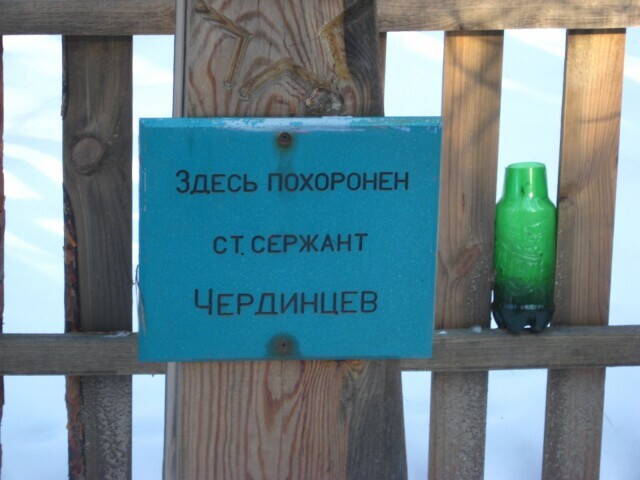 Здесь похоронен
ст. сержант
Чердинцев